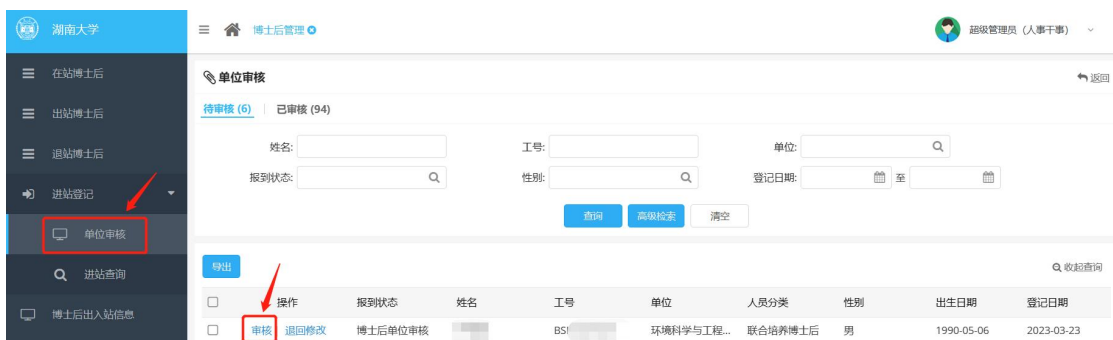 湖南大学
博士后管理
超级管理员（人事干事）
在站博士后
出站博士后
退站博士后
进站登记
单位审核
进站查询
博士后出入站信息
单位审核
返回
待审核 (6) 已审核 (94)
姓名: 工号: 单位:
报到状态: 性别: 登记日期: 至
查询 高级检索 清空
导出 收起查询
操作 报到状态 姓名 工号 单位 人员分类 性别 出生日期 登记日期
审核 退回修改 博士后单位审核 环境科学与工程... 联合培养博士后 男 1990-05-06 2023-03-23